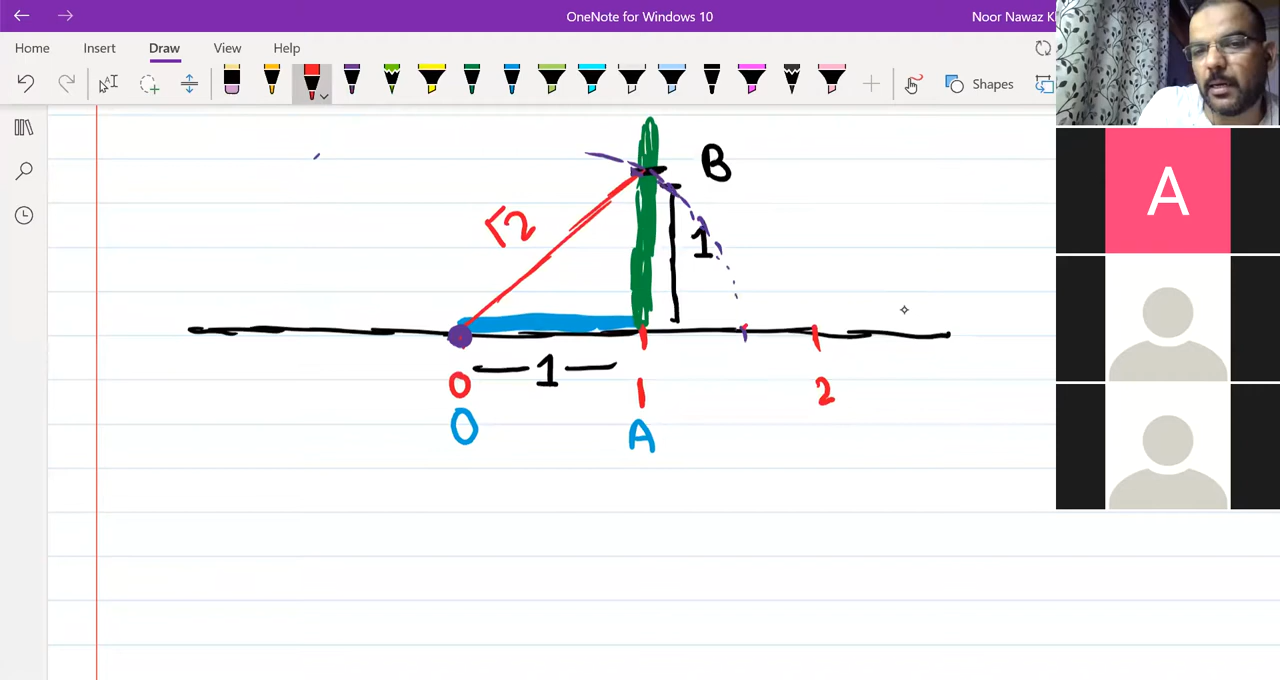 OneNote for Windows 10
Noor Nawaz K
Home Insert Draw View Help
Shapes
B
√2
1
1
0 1 2
O A
A